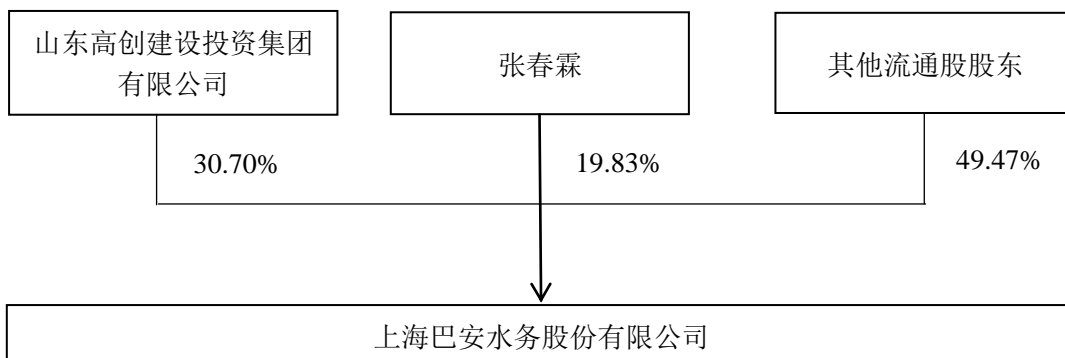 山东高创建设投资集团
有限公司
张春霖
其他流通股股东
30.70%
19.83%
49.47%
上海巴安水务股份有限公司